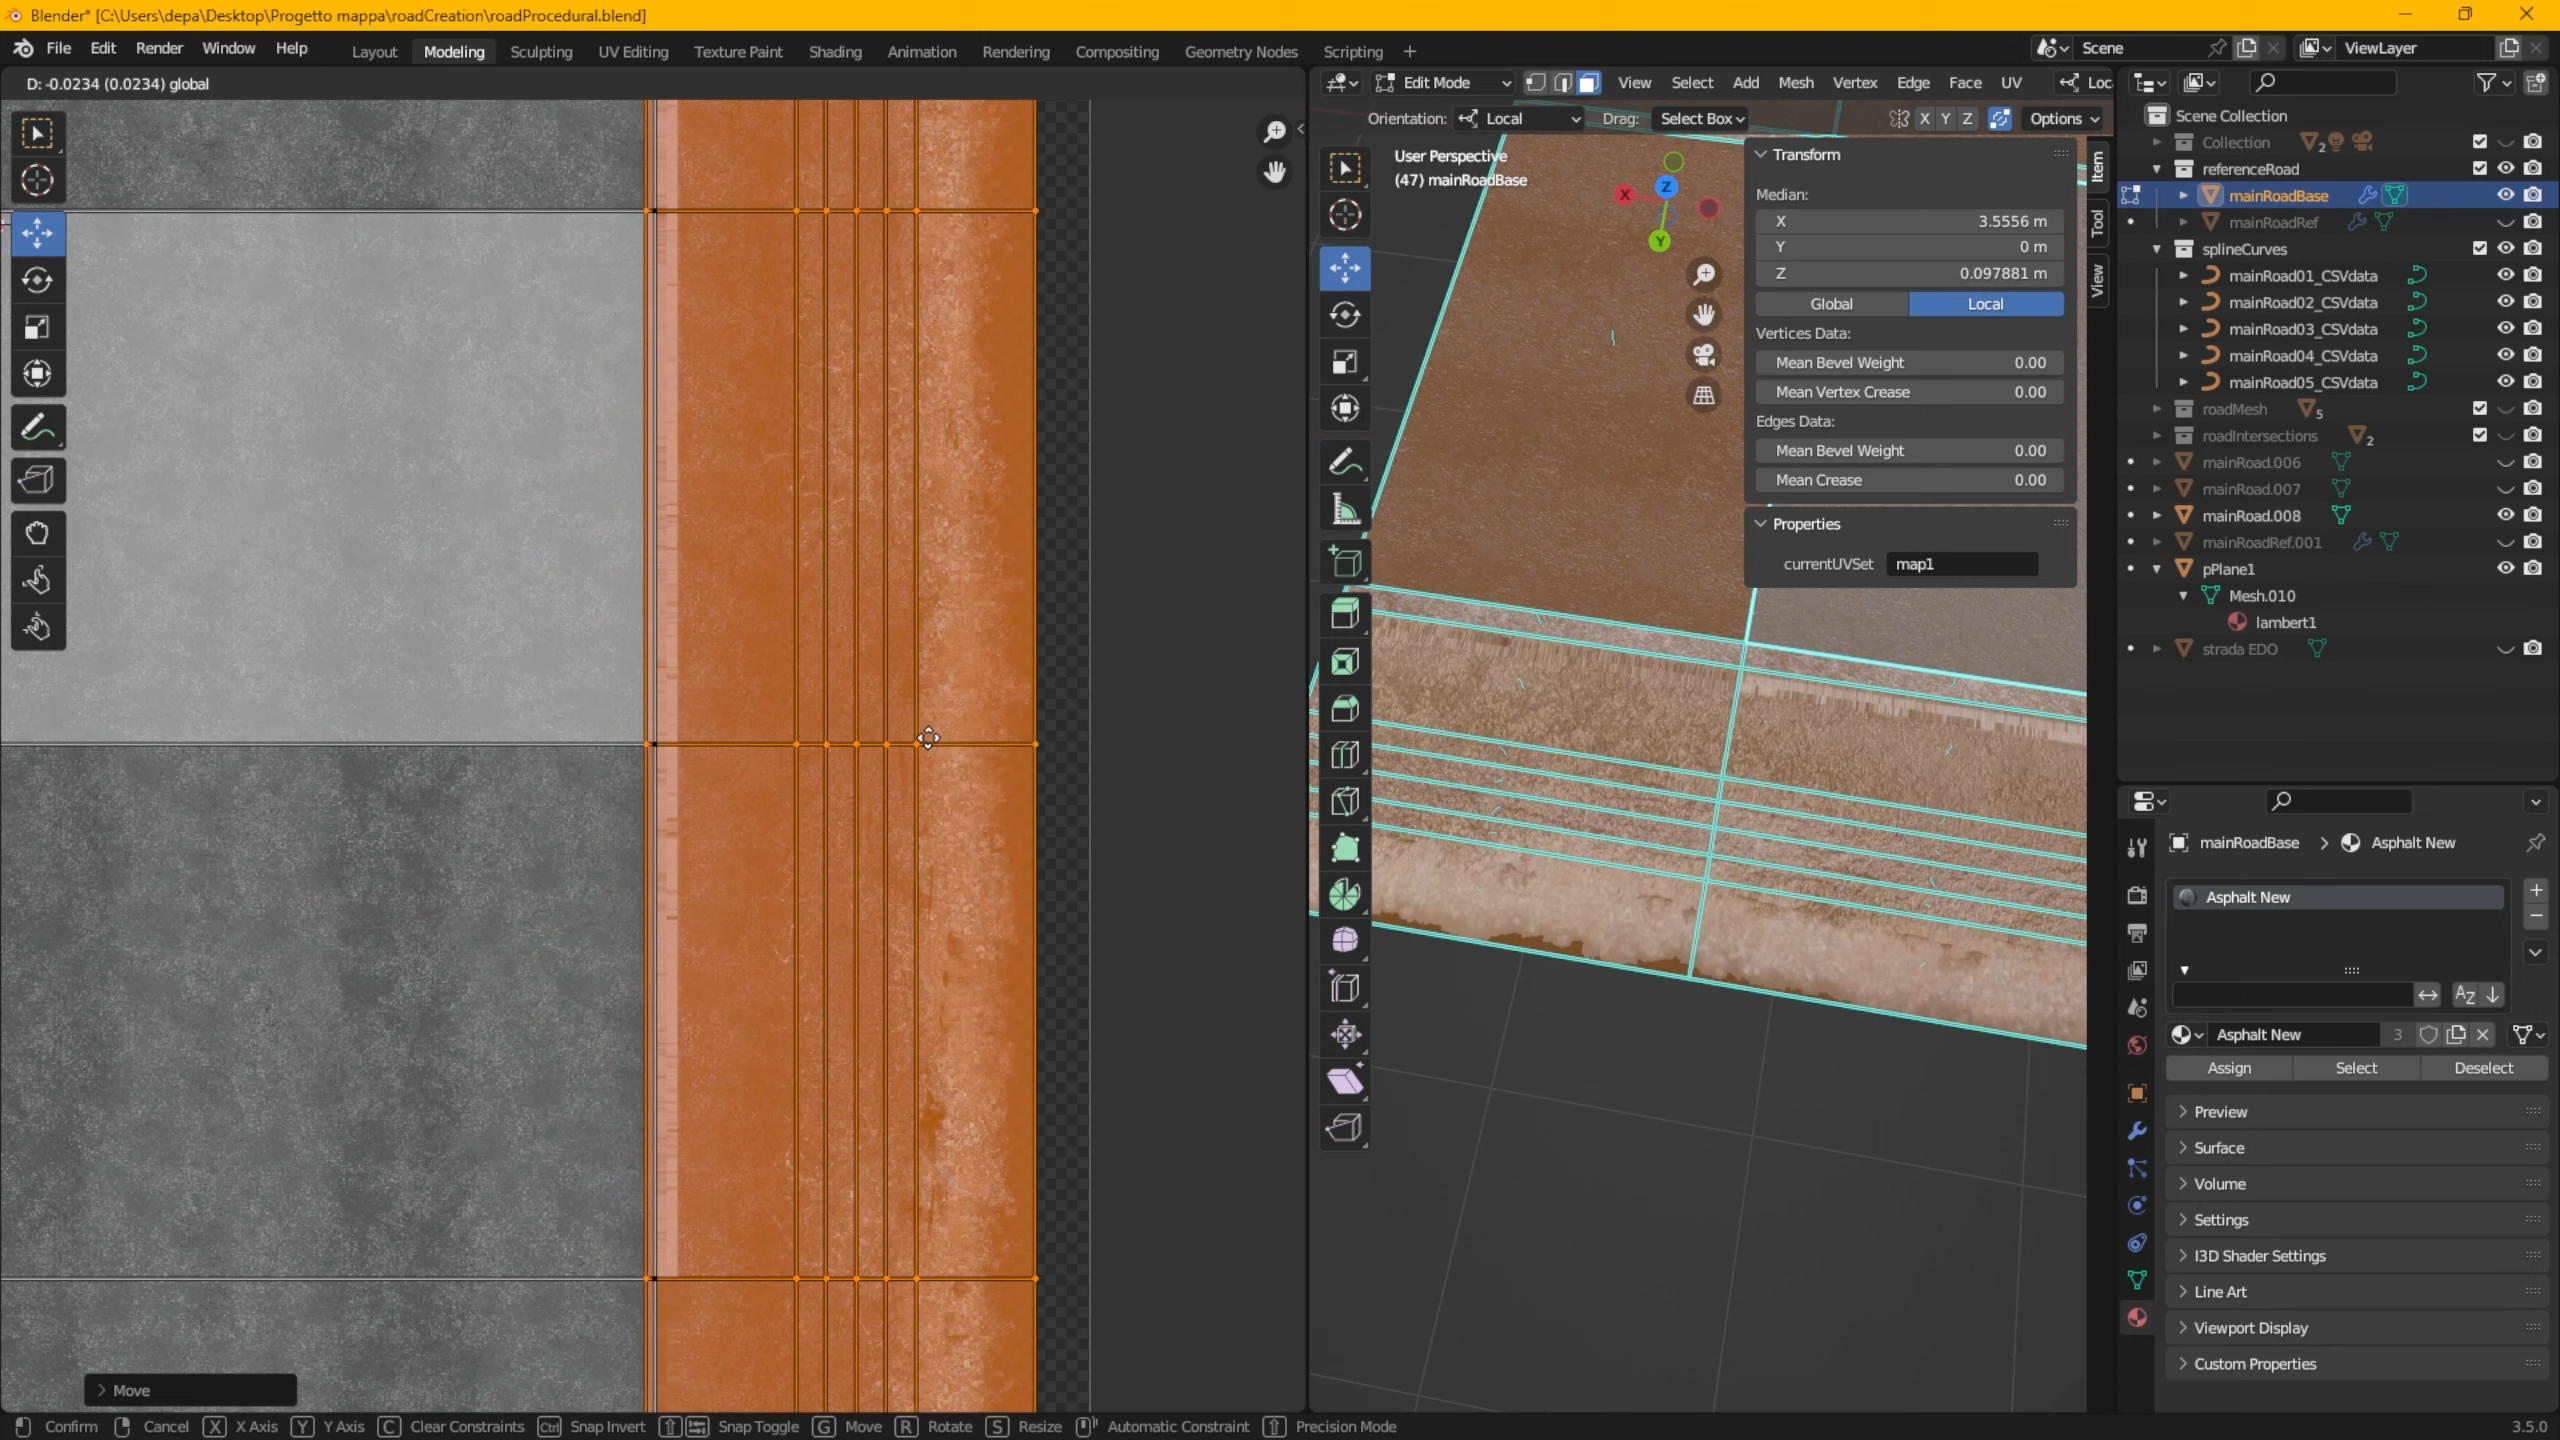 Blender* [C:\Users\depa\Desktop\Progetto mappa\roadCreation\roadProcedural.blend]
File Edit Render Window Help Layout Modeling Sculpting UV Editing Texture Paint Shading Animation Rendering Compositing Geometry Nodes Scripting + Scene ViewLayer
D: -0.0234 (0.0234) global
Edit Mode View Select Add Mesh Vertex Edge Face UV Loc
Orientation: Local Drag: Select Box X Y Z Options
User Perspective
(47) mainRoadBase
X Z Y
Transform
Median:
X 3.5556 m
Y 0 m
Z 0.097881 m
Global Local
Vertices Data:
Mean Bevel Weight 0.00
Mean Vertex Crease 0.00
Edges Data:
Mean Bevel Weight 0.00
Mean Crease 0.00
Properties
currentUVSet map1
Item
Tool
View
Scene Collection
Collection 2
referenceRoad
mainRoadBase
mainRoadRef
splineCurves
mainRoad01_CSVdata
mainRoad02_CSVdata
mainRoad03_CSVdata
mainRoad04_CSVdata
mainRoad05_CSVdata
roadMesh 5
roadIntersections 2
mainRoad.006
mainRoad.007
mainRoad.008
mainRoadRef.001
pPlane1
Mesh.010
lambert1
strada EDO
mainRoadBase > Asphalt New
Asphalt New
AZ
Asphalt New 3
Assign Select Deselect
Preview
Surface
Volume
Settings
I3D Shader Settings
Line Art
Viewport Display
Custom Properties
Move
Confirm Cancel X X Axis Y Y Axis C Clear Constraints Ctrl Snap Invert Snap Toggle G Move R Rotate S Resize Automatic Constraint Precision Mode 3.5.0